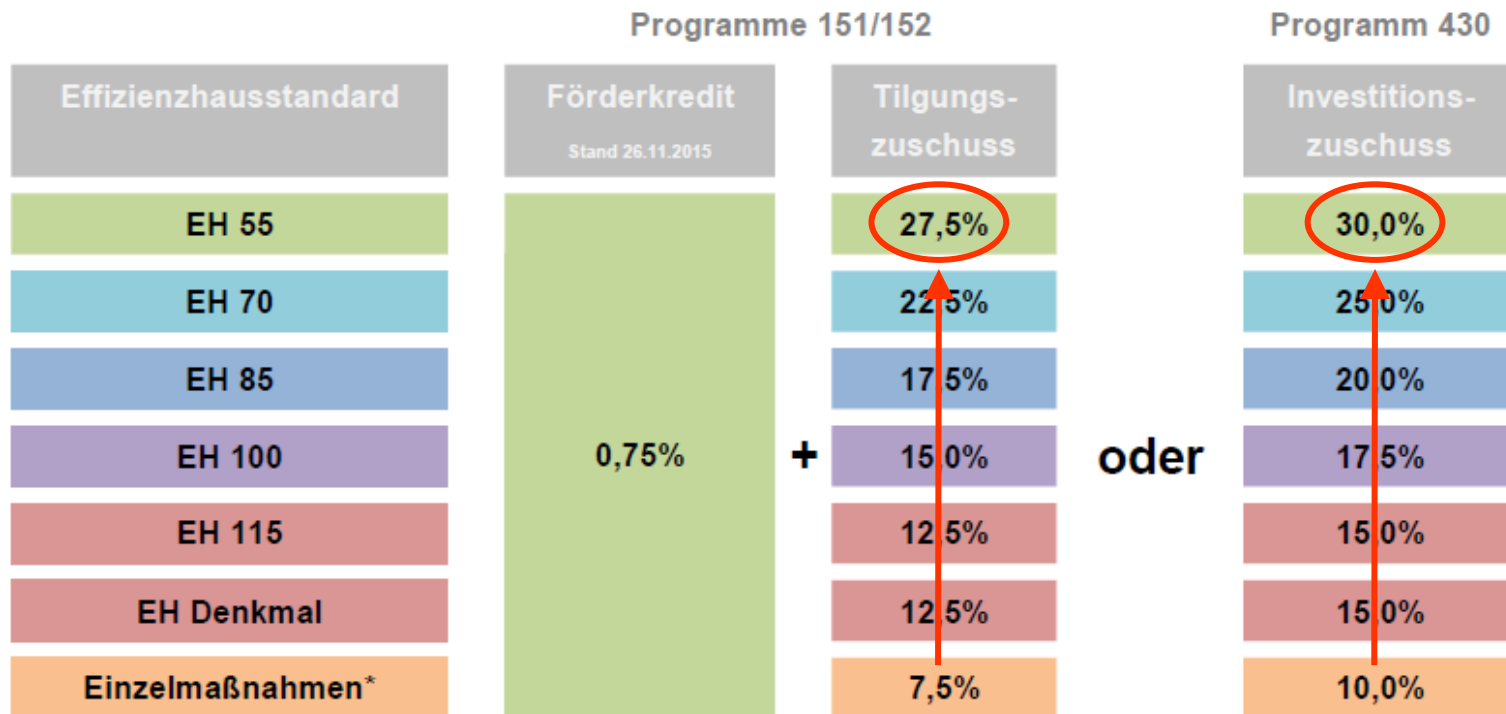 Programme 151/152
Programm 430
Effizienzhausstandard
Förderkredit
Stand 26.11.2015
Tilgungs-
zuschuss
Investitions-
zuschuss
EH 55
27,5%
30,0%
EH 70
22,5%
25,0%
EH 85
17,5%
20,0%
EH 100
0,75%
+
15,0%
oder
17,5%
EH 115
12,5%
15,0%
EH Denkmal
12,5%
15,0%
Einzelmaßnahmen*
7,5%
10,0%